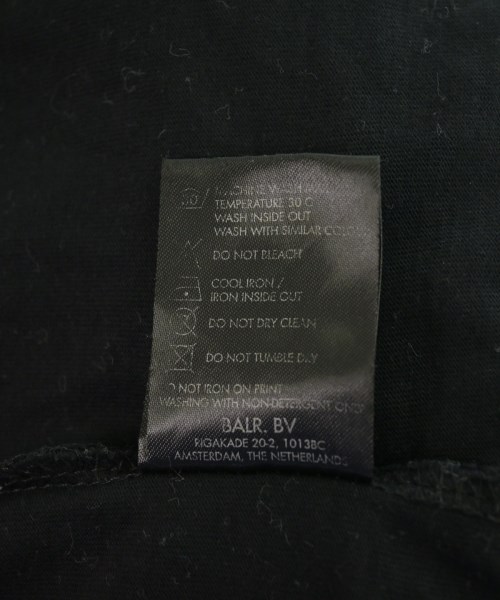 30
MACHINE WASH MAX
TEMPERATURE 30 C
WASH INSIDE OUT
WASH WITH SIMILAR COLORS
DO NOT BLEACH
COOL IRON /
IRON INSIDE OUT
DO NOT DRY CLEAN
DO NOT TUMBLE DRY
DO NOT IRON ON PRINT
WASHING WITH NON-DETERGENT ONLY
BALR. BV
RIGAKADE 20-2, 1013BC
AMSTERDAM, THE NETHERLANDS